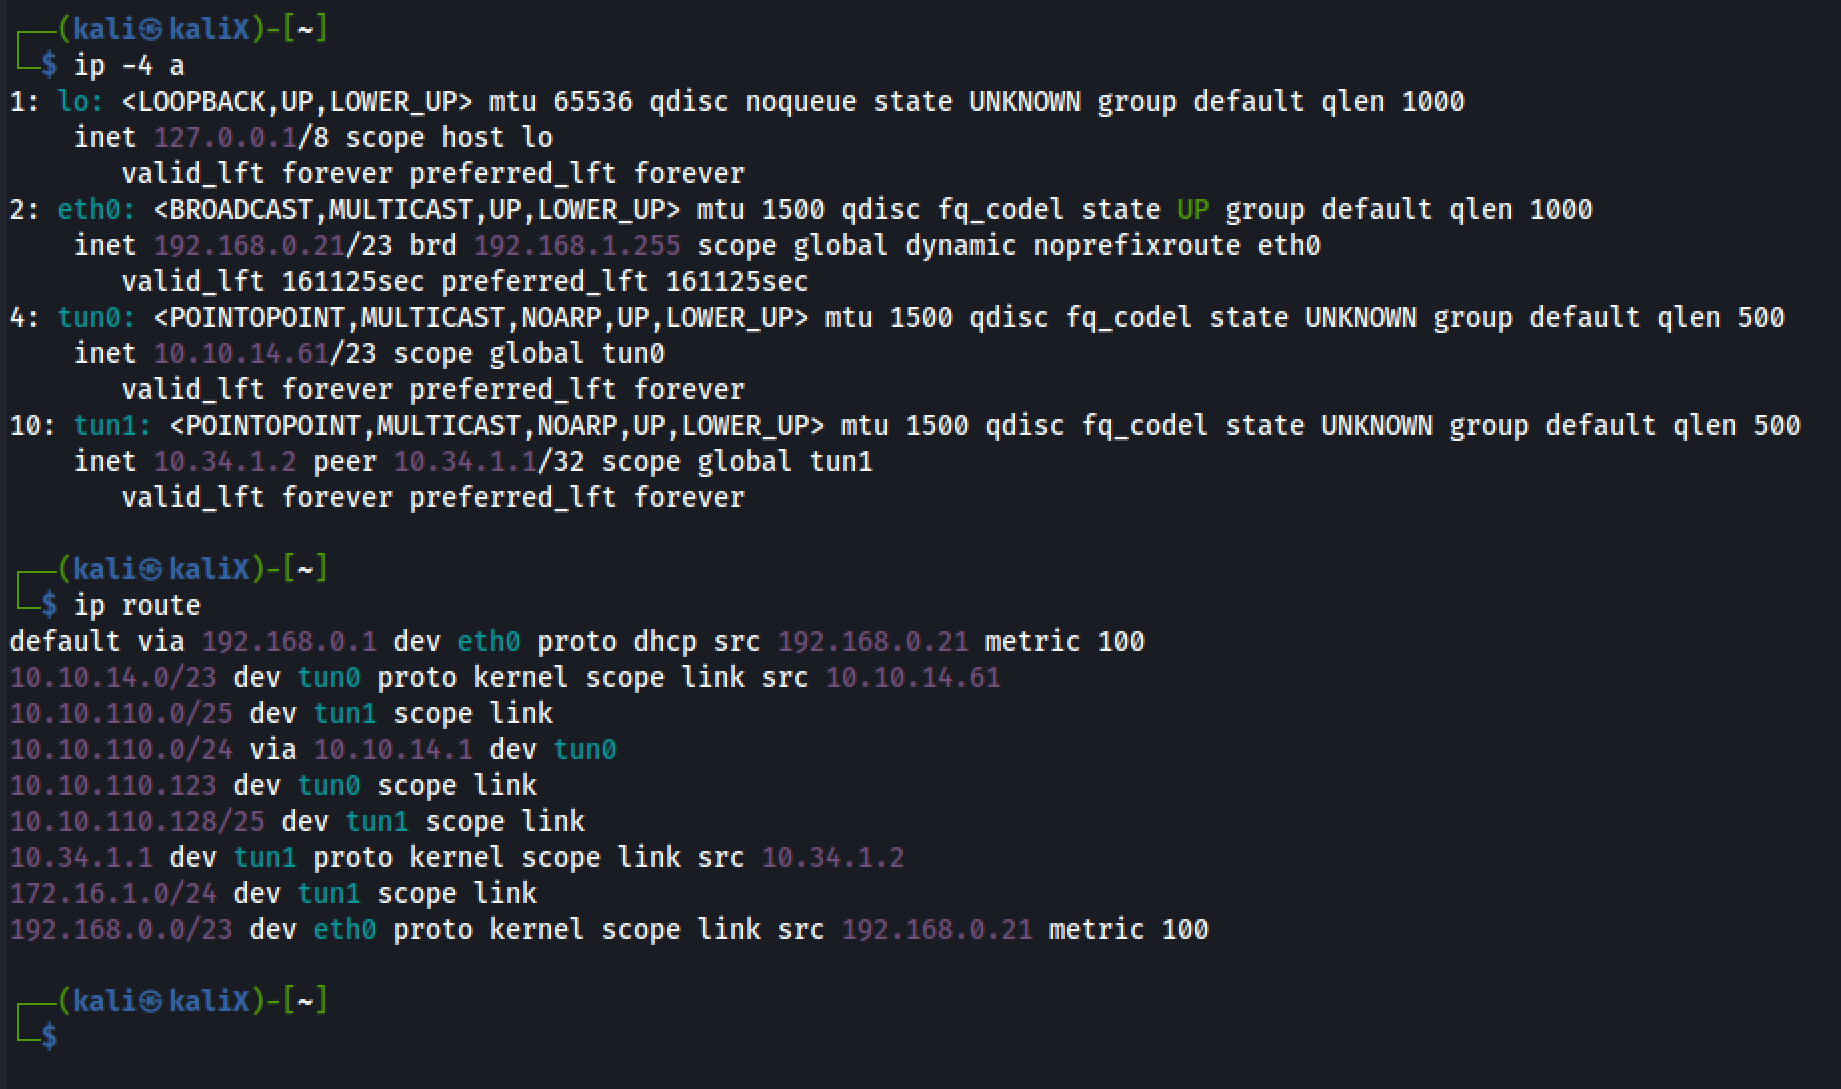 ┌──(kali㉿kaliX)-[~]
└─$ ip -4 a
1: lo: <LOOPBACK,UP,LOWER_UP> mtu 65536 qdisc noqueue state UNKNOWN group default qlen 1000
    inet 127.0.0.1/8 scope host lo
       valid_lft forever preferred_lft forever
2: eth0: <BROADCAST,MULTICAST,UP,LOWER_UP> mtu 1500 qdisc fq_codel state UP group default qlen 1000
    inet 192.168.0.21/23 brd 192.168.1.255 scope global dynamic noprefixroute eth0
       valid_lft 161125sec preferred_lft 161125sec
4: tun0: <POINTOPOINT,MULTICAST,NOARP,UP,LOWER_UP> mtu 1500 qdisc fq_codel state UNKNOWN group default qlen 500
    inet 10.10.14.61/23 scope global tun0
       valid_lft forever preferred_lft forever
10: tun1: <POINTOPOINT,MULTICAST,NOARP,UP,LOWER_UP> mtu 1500 qdisc fq_codel state UNKNOWN group default qlen 500
    inet 10.34.1.2 peer 10.34.1.1/32 scope global tun1
       valid_lft forever preferred_lft forever
┌──(kali㉿kaliX)-[~]
└─$ ip route
default via 192.168.0.1 dev eth0 proto dhcp src 192.168.0.21 metric 100
10.10.14.0/23 dev tun0 proto kernel scope link src 10.10.14.61
10.10.110.0/25 dev tun1 scope link
10.10.110.0/24 via 10.10.14.1 dev tun0
10.10.110.123 dev tun0 scope link
10.10.110.128/25 dev tun1 scope link
10.34.1.1 dev tun1 proto kernel scope link src 10.34.1.2
172.16.1.0/24 dev tun1 scope link
192.168.0.0/23 dev eth0 proto kernel scope link src 192.168.0.21 metric 100
┌──(kali㉿kaliX)-[~]
└─$